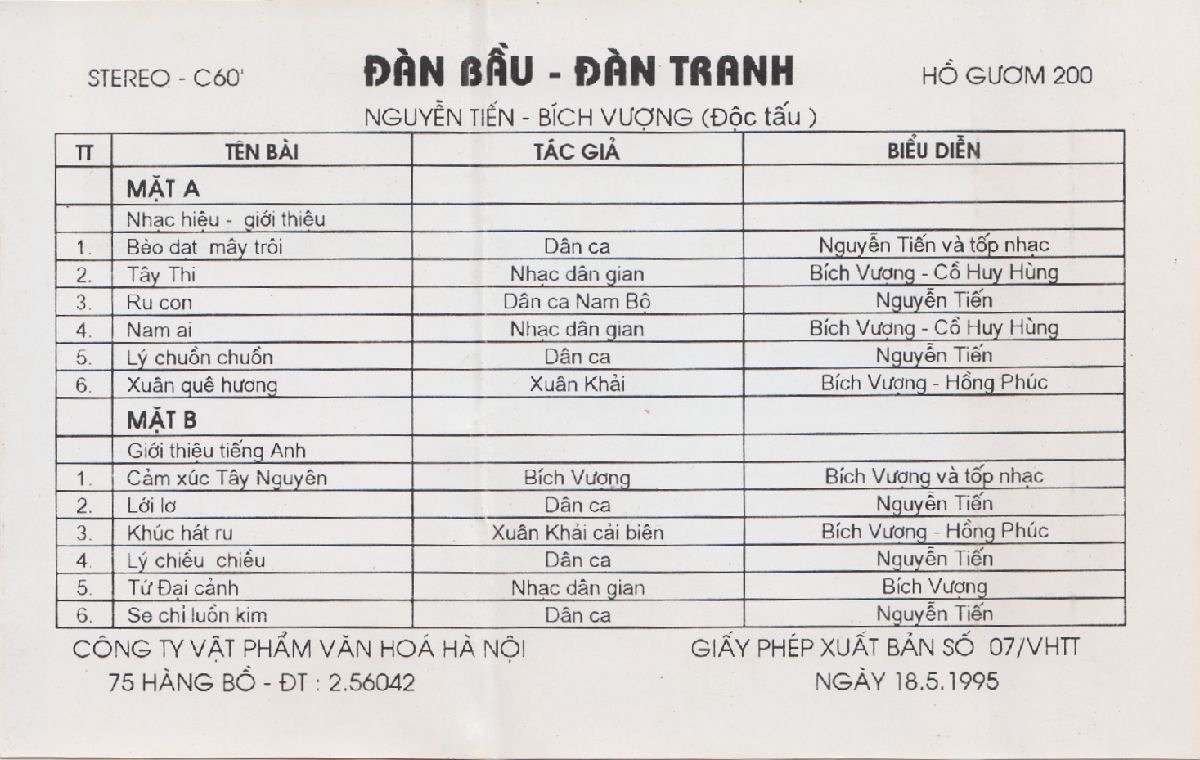 STEREO - C60' ĐÀN BẦU - ĐÀN TRANH HỒ GƯƠM 200
NGUYỄN TIẾN - BÍCH VƯỢNG (Độc tấu )
TT TÊN BÀI TÁC GIẢ BIỂU DIỄN
MẶT A
Nhạc hiệu - giới thiệu
1. Bèo dạt mây trôi Dân ca Nguyễn Tiến và tốp nhạc
2. Tây Thi Nhạc dân gian Bích Vượng - Cồ Huy Hùng
3. Ru con Dân ca Nam Bộ Nguyễn Tiến
4. Nam ai Nhạc dân gian Bích Vượng - Cồ Huy Hùng
5. Lý chuồn chuồn Dân ca Nguyễn Tiến
6. Xuân quê hương Xuân Khải Bích Vượng - Hồng Phúc
MẶT B
Giới thiệu tiếng Anh
1. Cảm xúc Tây Nguyên Bích Vượng Bích Vượng và tốp nhạc
2. Lới lơ Dân ca Nguyễn Tiến
3. Khúc hát ru Xuân Khải cải biên Bích Vượng - Hồng Phúc
4. Lý chiều chiều Dân ca Nguyễn Tiến
5. Tứ Đại cảnh Nhạc dân gian Bích Vượng
6. Se chỉ luồn kim Dân ca Nguyễn Tiến
CÔNG TY VẬT PHẨM VĂN HOÁ HÀ NỘI GIẤY PHÉP XUẤT BẢN SỐ 07/VHTT
75 HÀNG BỒ - ĐT : 2.56042 NGÀY 18.5.1995